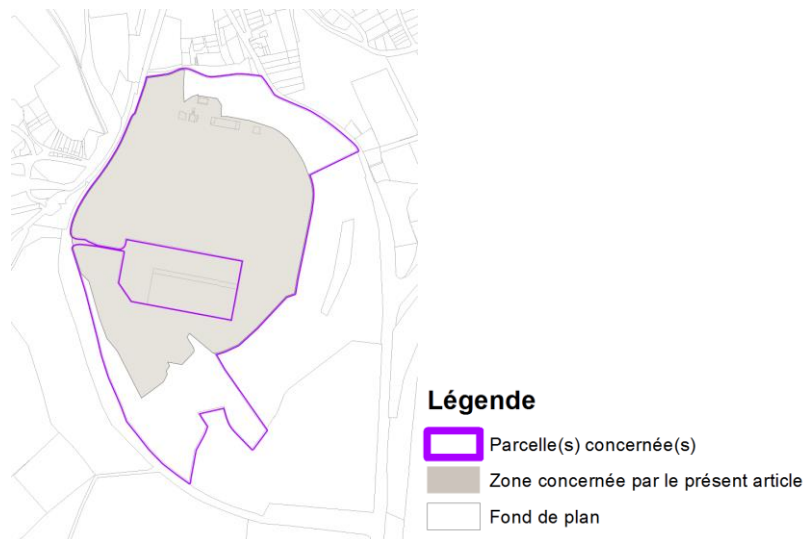 Légende
Parcelle(s) concernée(s)
Zone concernée par le présent article
Fond de plan